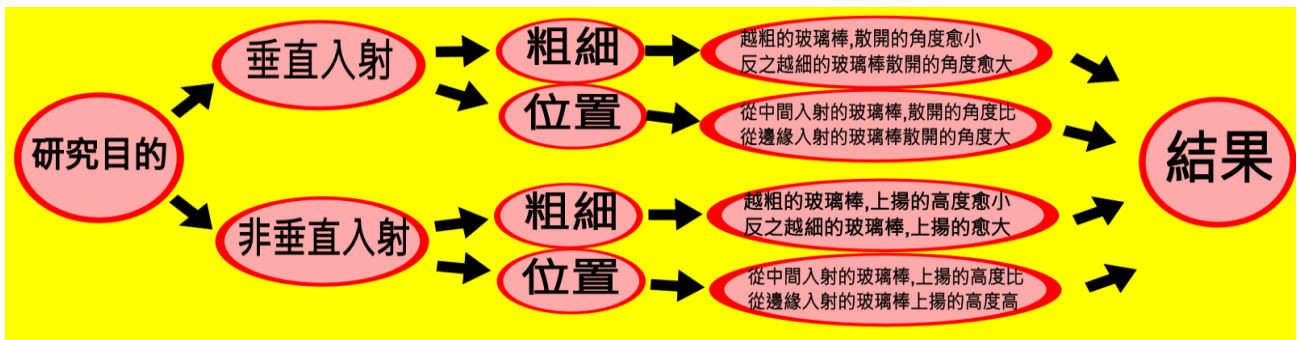 研究目的
垂直入射
粗細
越粗的玻璃棒,散開的角度愈小
反之越細的玻璃棒散開的角度愈大
位置
從中間入射的玻璃棒,散開的角度比
從邊緣入射的玻璃棒散開的角度大
非垂直入射
粗細
越粗的玻璃棒,上揚的高度愈小
反之越細的玻璃棒,上揚的愈大
位置
從中間入射的玻璃棒,上揚的高度比
從邊緣入射的玻璃棒上揚的高度高
結果